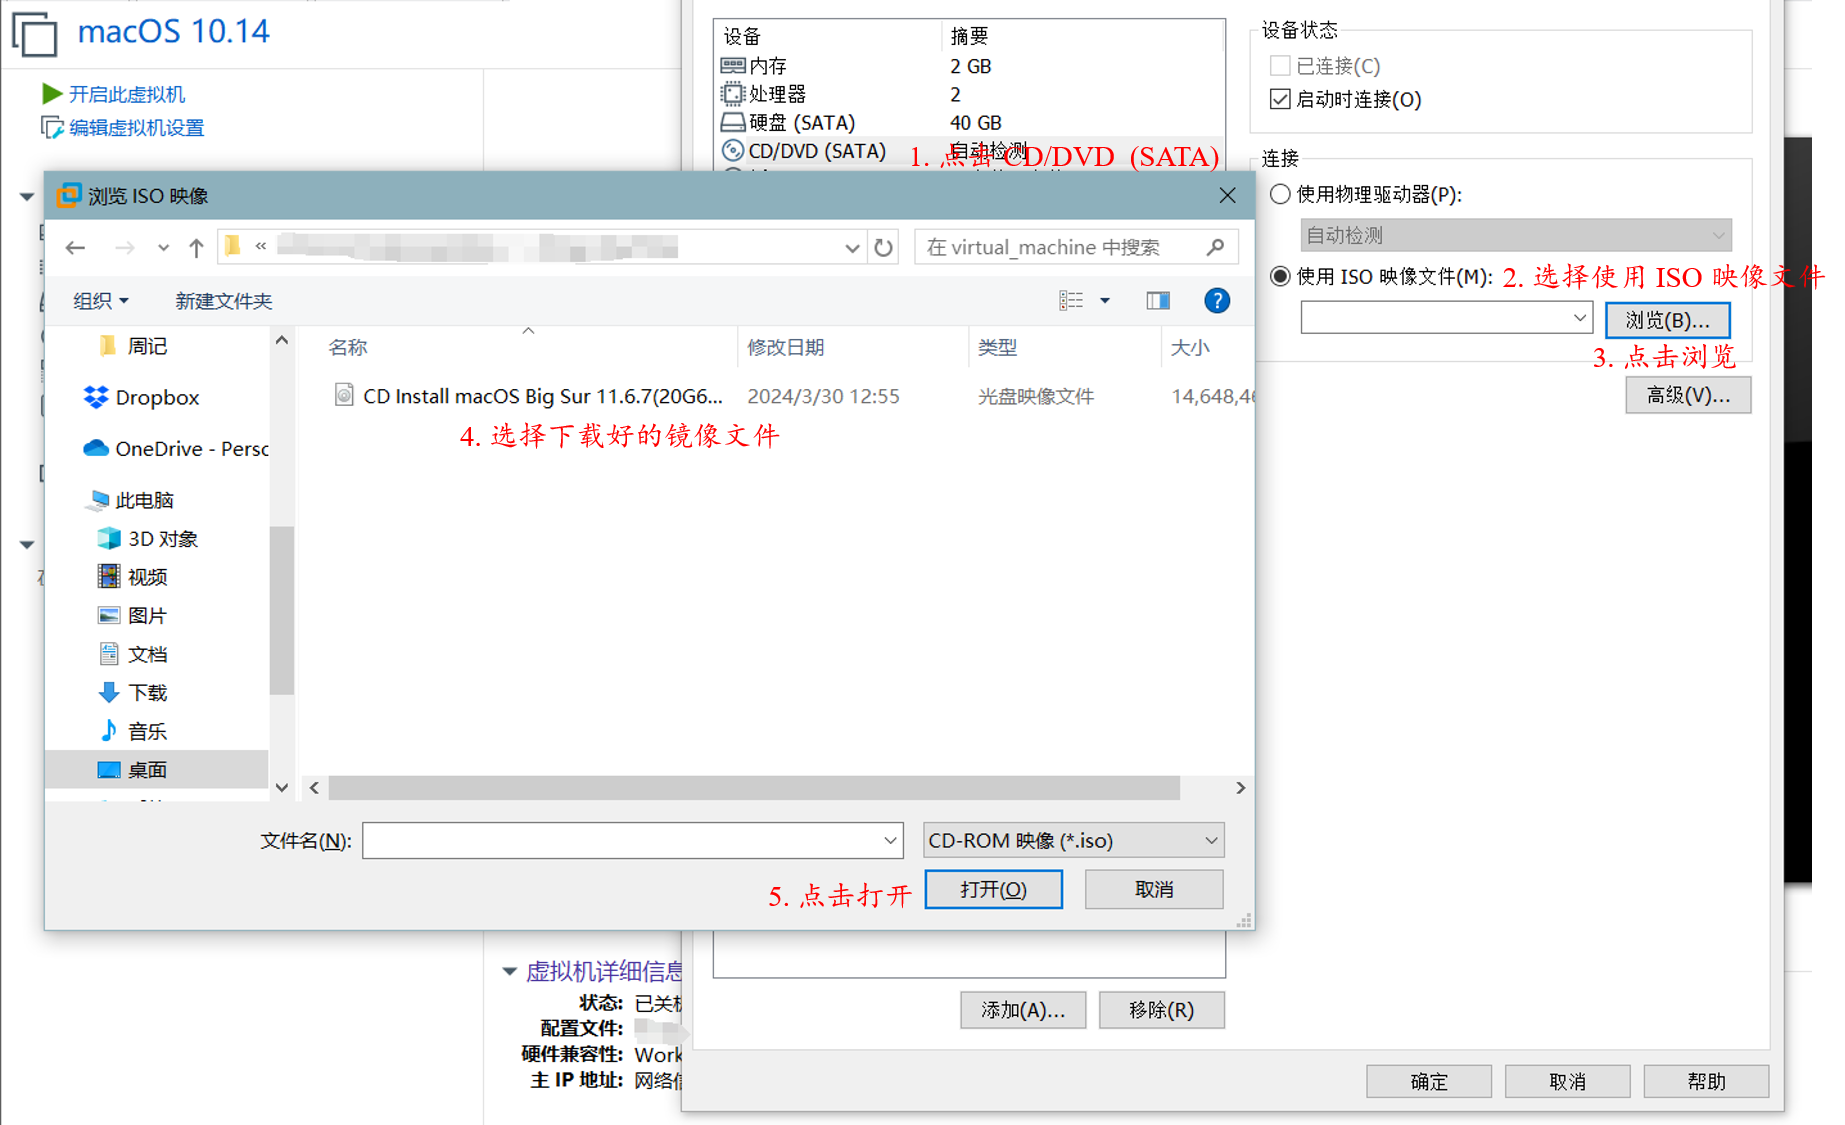 macOS 10.14
开启此虚拟机
编辑虚拟机设置
设备 摘要
内存 2 GB
处理器 2
硬盘 (SATA) 40 GB
CD/DVD (SATA) 自动检测
1. 点击 CD/DVD (SATA)
设备状态
已连接(C)
启动时连接(O)
连接
使用物理驱动器(P):
自动检测
使用 ISO 映像文件(M):
2. 选择使用 ISO 映像文件
浏览(B)...
3. 点击浏览
高级(V)...
浏览 ISO 映像
«
在 virtual_machine 中搜索
组织 新建文件夹
名称 修改日期 类型 大小
CD Install macOS Big Sur 11.6.7(20G6... 2024/3/30 12:55 光盘映像文件 14,648,46
4. 选择下载好的镜像文件
周记
Dropbox
OneDrive - Perso
此电脑
3D 对象
视频
图片
文档
下载
音乐
桌面
文件名(N):
CD-ROM 映像 (*.iso)
5. 点击打开
打开(O) 取消
虚拟机详细信息
状态: 已关机
配置文件:
硬件兼容性: Work
主 IP 地址: 网络信
添加(A)... 移除(R)
确定 取消 帮助